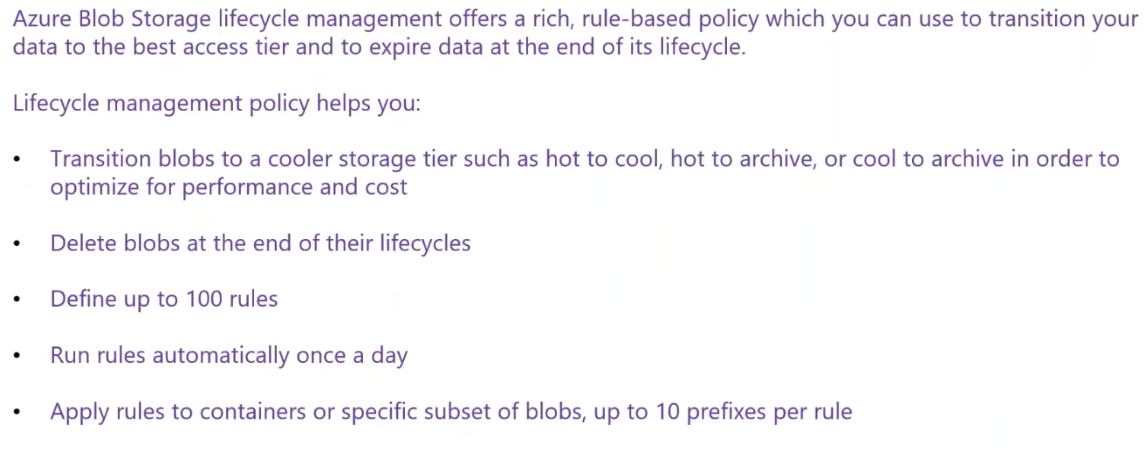 Azure Blob Storage lifecycle management offers a rich, rule-based policy which you can use to transition your
data to the best access tier and to expire data at the end of its lifecycle.
Lifecycle management policy helps you:
• Transition blobs to a cooler storage tier such as hot to cool, hot to archive, or cool to archive in order to
optimize for performance and cost
• Delete blobs at the end of their lifecycles
• Define up to 100 rules
• Run rules automatically once a day
• Apply rules to containers or specific subset of blobs, up to 10 prefixes per rule